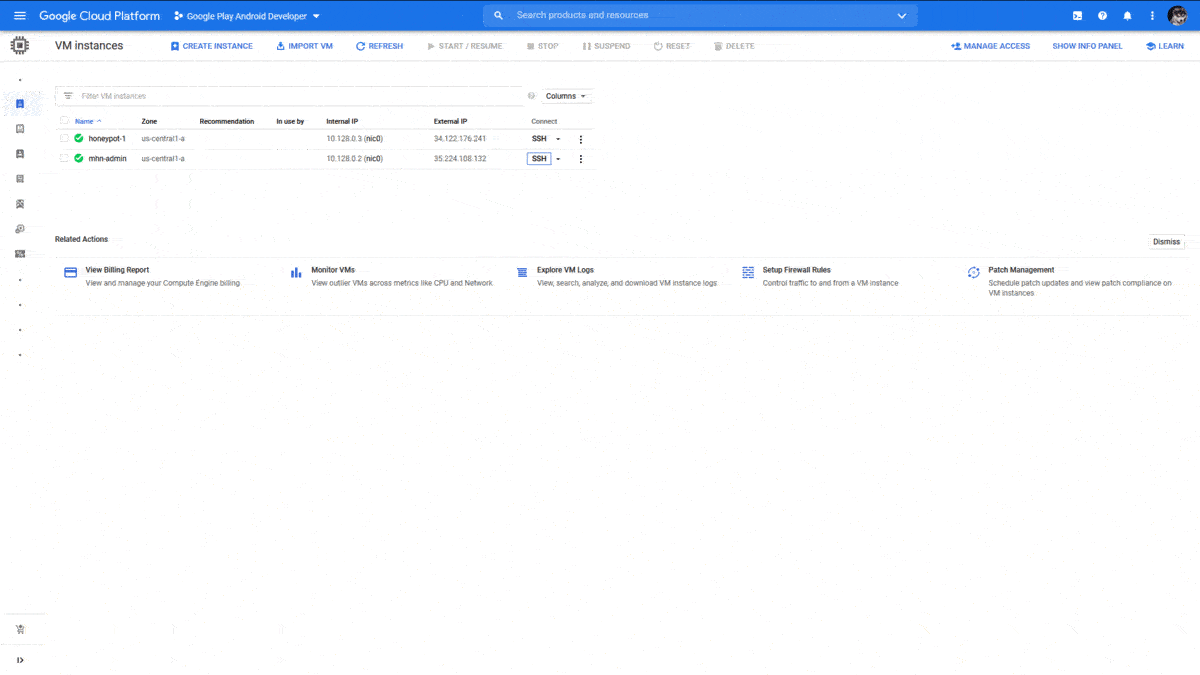 Google Cloud Platform Google Play Android Developer Search products and resources
VM instances CREATE INSTANCE IMPORT VM REFRESH START / RESUME STOP SUSPEND RESET DELETE MANAGE ACCESS SHOW INFO PANEL LEARN
Filter VM instances Columns
Name Zone Recommendation In use by Internal IP External IP Connect
honeypot-1 us-central1-a 10.128.0.3 (nic0) 34.122.176.241 SSH
mhn-admin us-central1-a 10.128.0.2 (nic0) 35.224.108.132 SSH
Related Actions Dismiss
View Billing Report
View and manage your Compute Engine billing
Monitor VMs
View outlier VMs across metrics like CPU and Network
Explore VM Logs
View, search, analyze, and download VM instance logs
Setup Firewall Rules
Control traffic to and from a VM instance
Patch Management
Schedule patch updates and view patch compliance on
VM instances